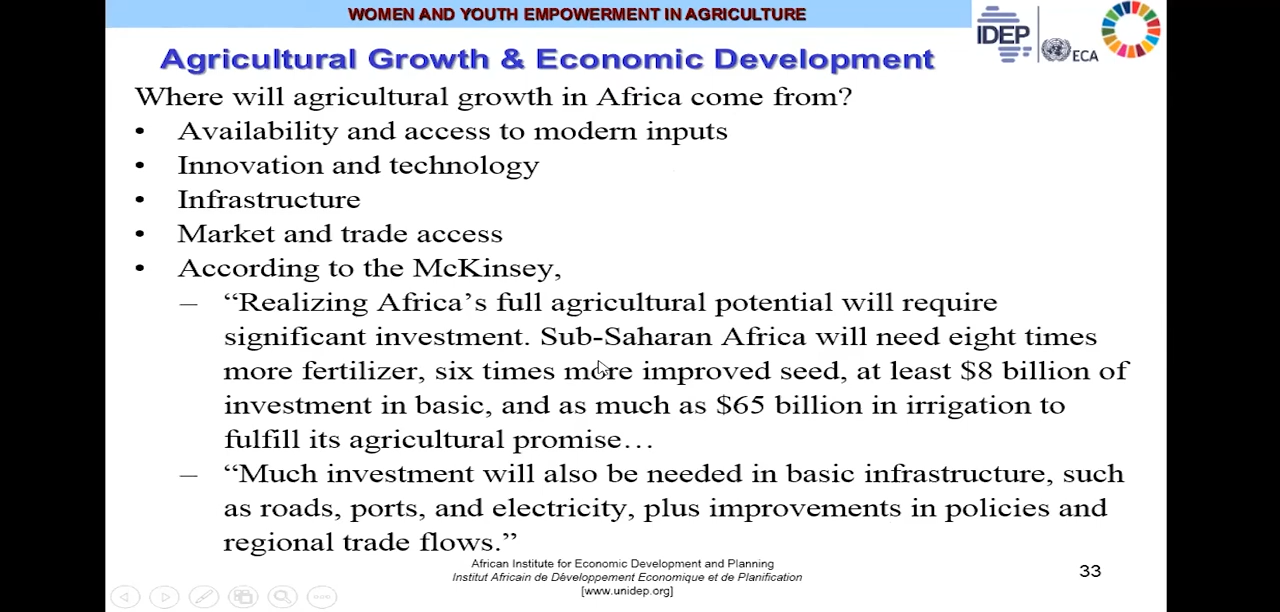 WOMEN AND YOUTH EMPOWERMENT IN AGRICULTURE
IDEP
ECA
Agricultural Growth & Economic Development
Where will agricultural growth in Africa come from?
• Availability and access to modern inputs
• Innovation and technology
• Infrastructure
• Market and trade access
• According to the McKinsey,
– “Realizing Africa’s full agricultural potential will require
significant investment. Sub-Saharan Africa will need eight times
more fertilizer, six times more improved seed, at least $8 billion of
investment in basic, and as much as $65 billion in irrigation to
fulfill its agricultural promise…
– “Much investment will also be needed in basic infrastructure, such
as roads, ports, and electricity, plus improvements in policies and
regional trade flows.”
African Institute for Economic Development and Planning
Institut Africain de Développement Economique et de Planification
[www.unidep.org]
33